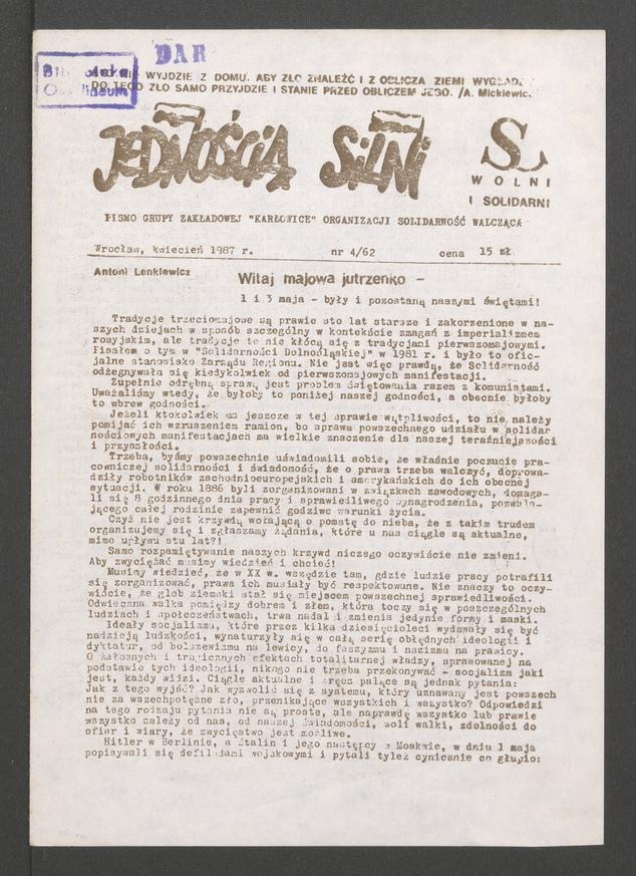 DAR
Biblioteka
Ossolineum
WYJDZIE Z DOMU, ABY ZŁO ZNALEŹĆ I Z OBLICZA ZIEMI
DO TEGO ZŁO SAMO PRZYJDZIE I STANIE PRZED OBLICZEM JEGO. /A. Mickiewic
JEDNOŚCIĄ SILNI
WOLNI
I SOLIDARNI
PISMO GRUPY ZAKŁADOWEJ "KARŁOWICE" ORGANIZACJI SOLIDARNOŚĆ WALCZĄCA
Wrocław, kwiecień 1987 r. nr 4/62 cena 15 zł
Antoni Lenkiewicz
Witaj majowa jutrzenko -
1 i 3 maja - były i pozostaną naszymi świętami!
Tradycje trzeciomajowe są prawie sto lat starsze i zakorzenione w na-
szych dziejach w sposób szczególny w kontekście zmagań z imperializmem
rosyjskim, ale tradycje te nie kłócą się z tradycjami pierwszomajowymi.
Pisałem o tym w "Solidarności Dolnośląskiej" w 1981 r. i było to ofic-
jalne stanowisko Zarządu Regionu. Nie jest więc prawdą, że Solidarność
odżegnywała się kiedykolwiek od pierwszomajowych manifestacji.
Zupełnie odrębną sprawą jest problem świętowania razem z komunistami.
Uważaliśmy wtedy, że byłoby to poniżej naszej godności, a obecnie byłoby
to wbrew godności.
Jeżeli ktokolwiek ma jeszcze w tej sprawie wątpliwości, to nie należy
pomijać ich wzruszeniem ramion, bo sprawa powszechnego udziału w solidar
nościowych manifestacjach ma wielkie znaczenie dla naszej teraźniejszości
i przyszłości.
Trzeba, byśmy powszechnie uświadomili sobie, że właśnie poczucie pra-
cowniczej solidarności i świadomość, że o prawa trzeba walczyć, doprowa-
dziły robotników zachodnioeuropejskich i amerykańskich do ich obecnej
sytuacji. W roku 1886 byli zorganizowani w związkach zawodowych, domaga-
li się 8 godzinnego dnia pracy i sprawiedliwego wynagrodzenia, pozwala-
jącego całej rodzinie zapewnić godziwe warunki życia.
Czyż nie jest krzywdą wołającą o pomstę do nieba, że z takim trudem
organizujemy się i zgłaszamy żądania, które u nas ciągle są aktualne,
mimo upływu stu lat?!
Samo rozpamiętywanie naszych krzywd niczego oczywiście nie zmieni.
Aby zwyciężać musimy wiedzieć i chcieć!
Musimy wiedzieć, że w XX w. wszędzie tam, gdzie ludzie pracy potrafili
się zorganizować, prawa ich musiały być respektowane. Nie znaczy to oczy-
wiście, że glob ziemski stał się miejscem powszechnej sprawiedliwości.
Odwieczna walka pomiędzy dobrem i złem, która toczy się w poszczególnych
ludziach i społeczeństwach, trwa nadal i zmienia jedynie formy i maski.
Ideały socjalizmu, które przez kilka dziesięcioleci wydawały się być
nadzieją ludzkości, wynaturzyły się w całą serię obłędnych ideologii i
dyktatur, od bolszewizmu na lewicy, do faszyzmu i nazizmu na prawicy.
O żałosnych i tragicznych efektach totalitarnej władzy, sprawowanej na
podstawie tych ideologii, nikogo nie trzeba przekonywać - socjalizm jaki
jest, każdy widzi. Ciągle aktualne i wręcz palące są jednak pytania:
Jak z tego wyjść? Jak wyzwolić się z systemu, który uznawany jest powszech
nie za wszechpotężne zło, przenikające wszystkich i wszystko? Odpowiedzi
na tego rodzaju pytania nie są proste, ale naprawdę wszystko lub prawie
wszystko zależy od nas, od naszej świadomości, woli walki, zdolności do
ofiar i wiary, że zwycięstwo jest możliwe.
Hitler w Berlinie, a Stalin i jego następcy w Moskwie, w dniu 1 maja
popisywali się defiladami wojskowymi i pytali tyleż cynicznie co głupio: